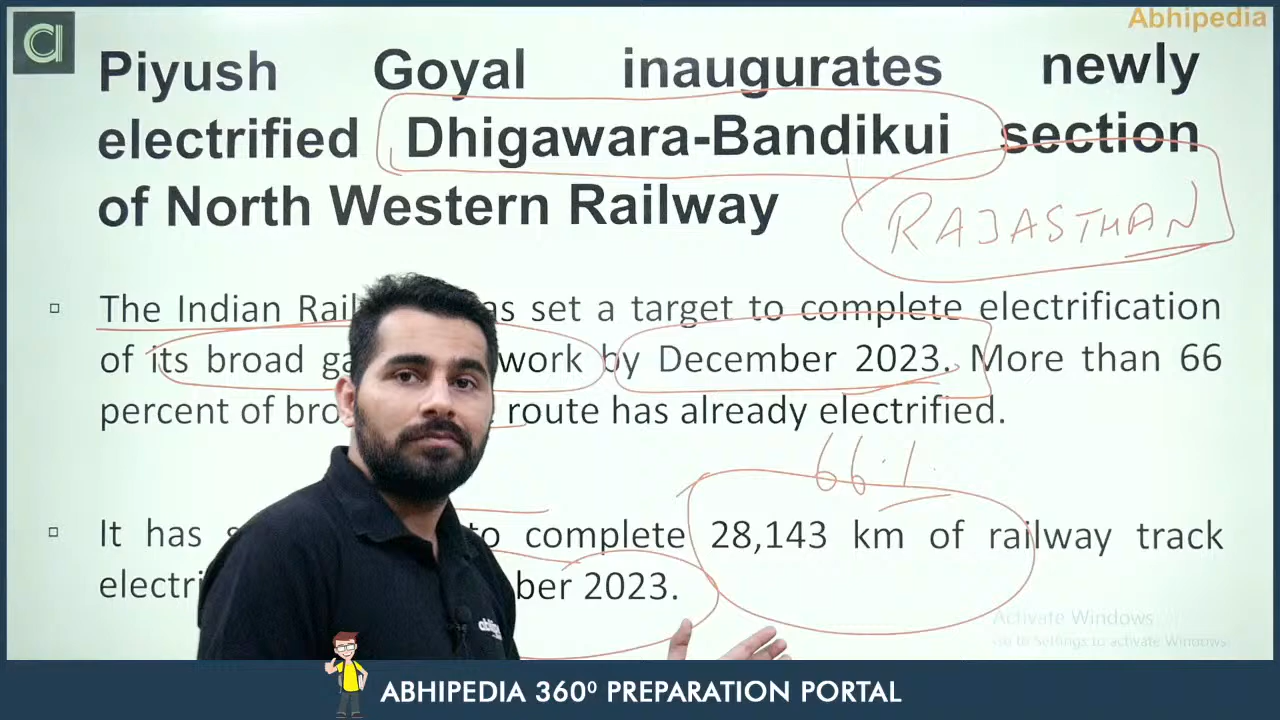 Abhipedia
Piyush Goyal inaugurates newly
electrified Dhigawara-Bandikui section
of North Western Railway
RAJASTHAN
The Indian Rail as set a target to complete electrification
of its broad ga work by December 2023. More than 66
percent of bro route has already electrified.
66%
It has s to complete 28,143 km of railway track
electri ber 2023.
Activate Windows
Go to Settings to activate Windows.
ABHIPEDIA 360⁰ PREPARATION PORTAL